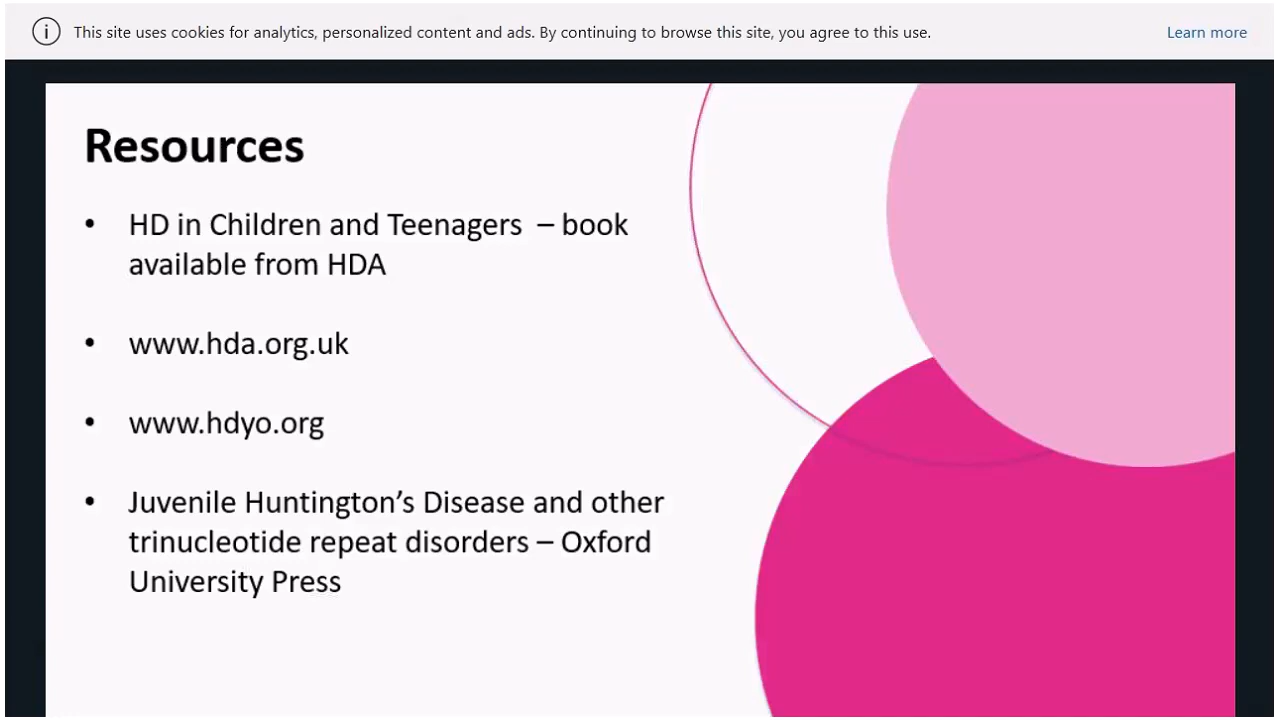 This site uses cookies for analytics, personalized content and ads. By continuing to browse this site, you agree to this use.
Learn more
Resources
• HD in Children and Teenagers – book
available from HDA
• www.hda.org.uk
• www.hdyo.org
• Juvenile Huntington’s Disease and other
trinucleotide repeat disorders – Oxford
University Press